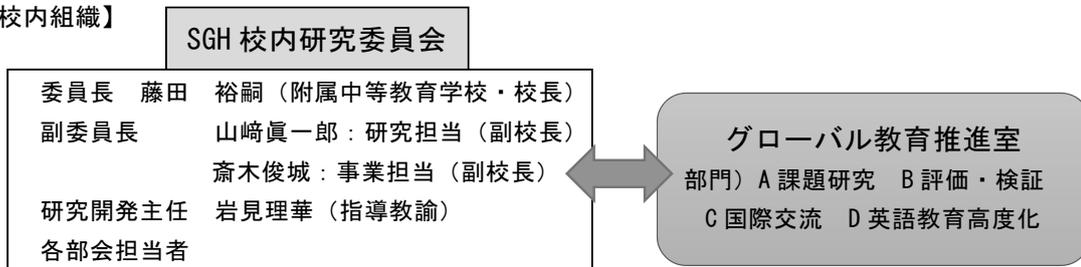 校内組織】
SGH 校内研究委員会
委員長　藤田　裕嗣（附属中等教育学校・校長）
副委員長　山﨑眞一郎：研究担当（副校長）
斎木俊城：事業担当（副校長）
研究開発主任　岩見理華（指導教諭）
各部会担当者
グローバル教育推進室
部門）A 課題研究　B 評価・検証
C 国際交流　D 英語教育高度化